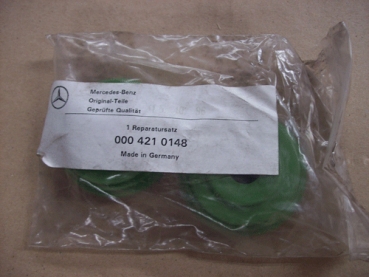 Mercedes-Benz
Original-Teile
Geprüfte Qualität
1 Reparatursatz
000 421 0148
Made in Germany